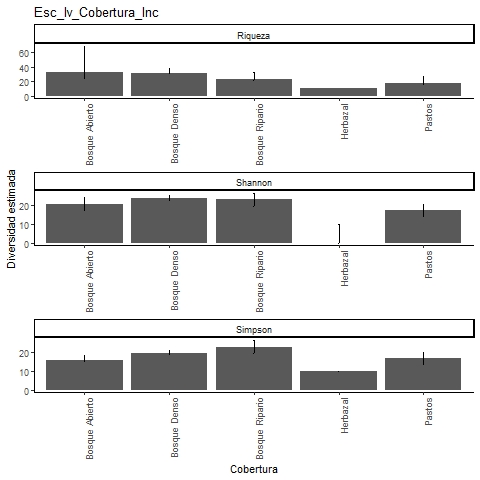 Esc_lv_Cobertura_Inc
Riqueza
60
40
20
0
Bosque Abierto
Bosque Denso
Bosque Ripario
Herbazal
Pastos
Diversidad estimada
Shannon
20
10
0
Bosque Abierto
Bosque Denso
Bosque Ripario
Herbazal
Pastos
Simpson
20
10
0
Bosque Abierto
Bosque Denso
Bosque Ripario
Herbazal
Pastos
Cobertura